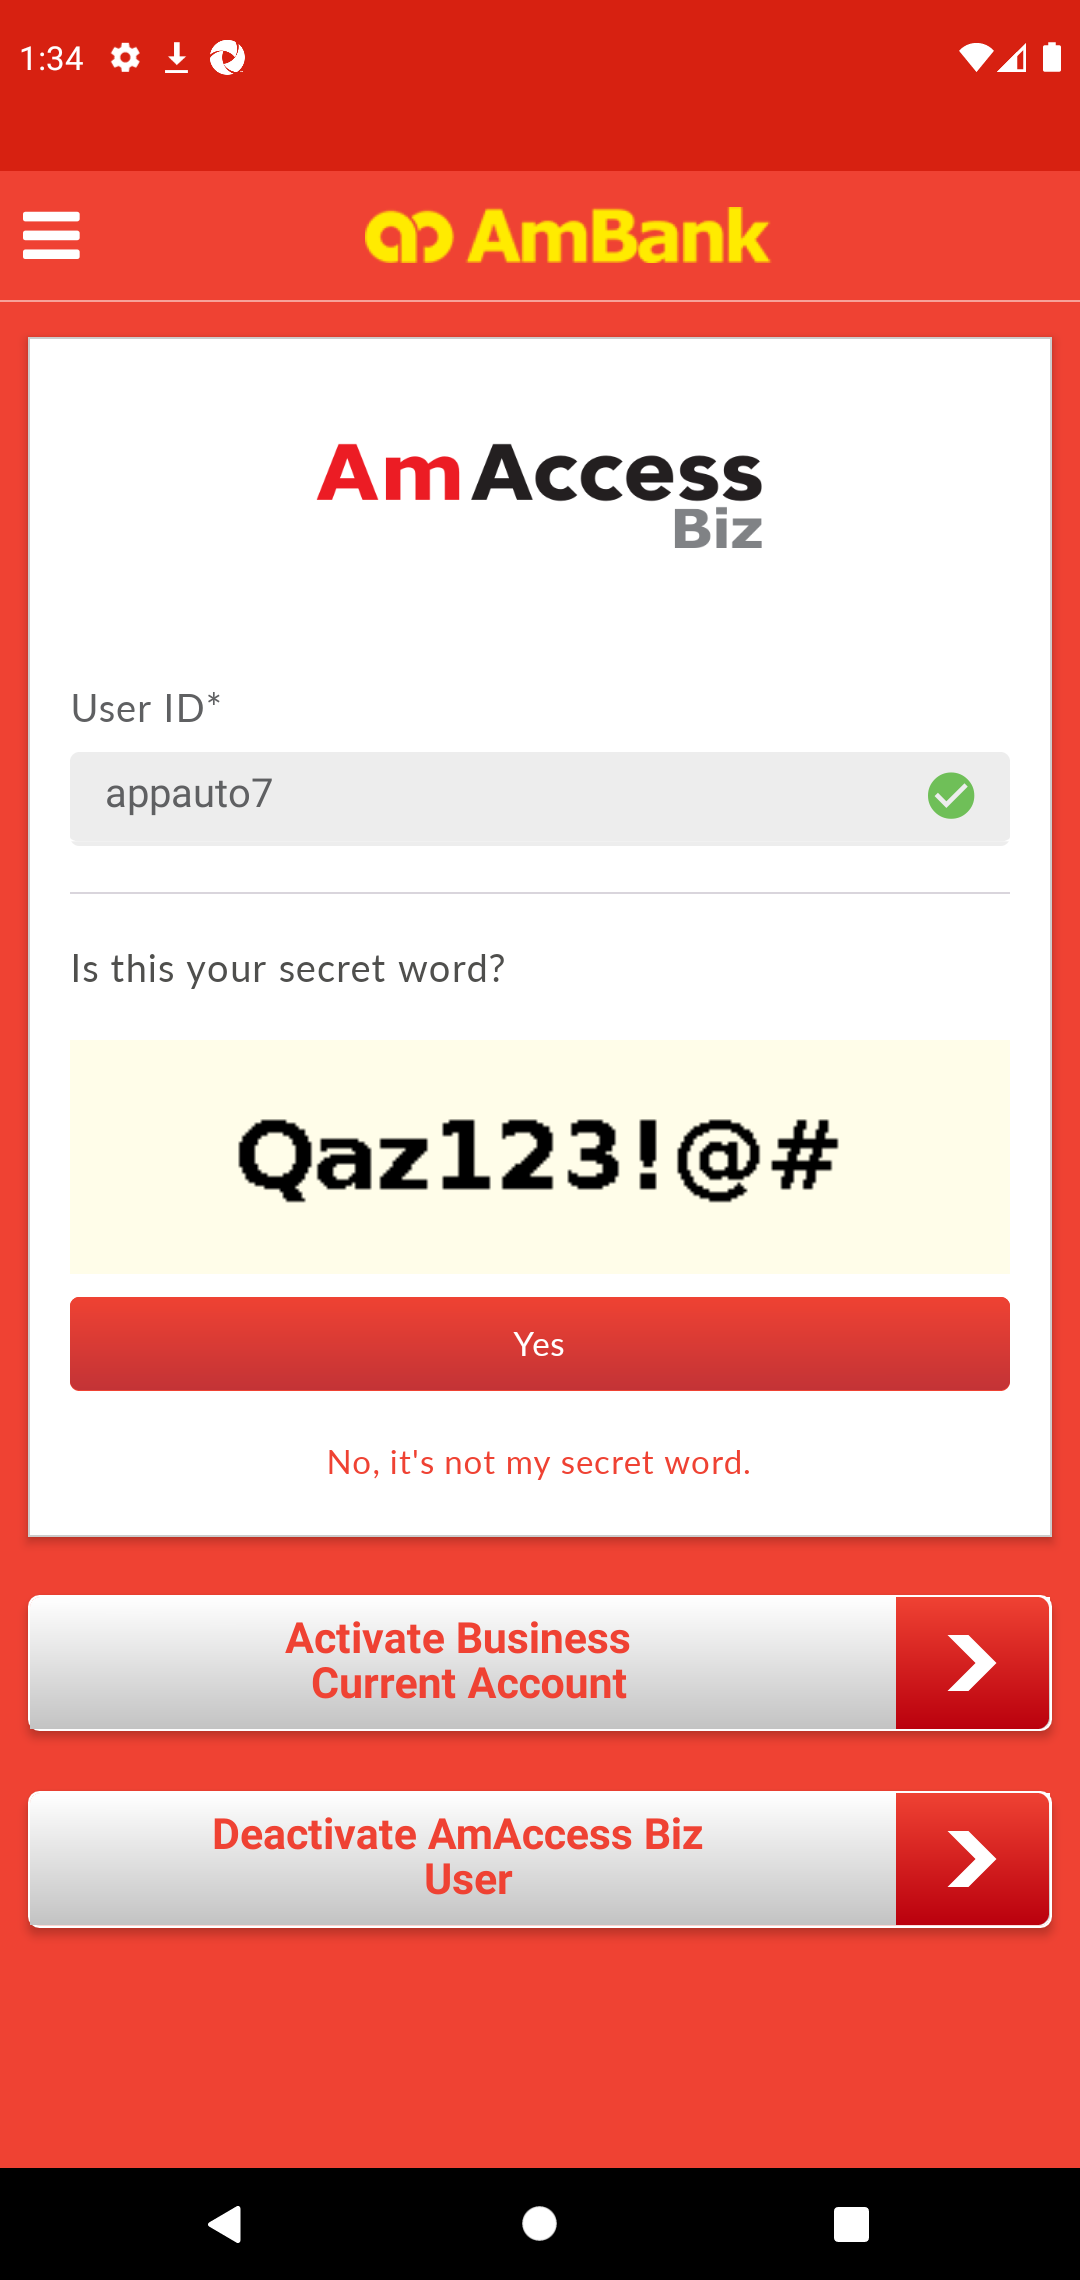 1:34
AmBank
AmAccess
Biz
User ID*
appauto7
Is this your secret word?
Qaz123!@#
Yes
No, it's not my secret word.
Activate Business
Current Account
Deactivate AmAccess Biz
User